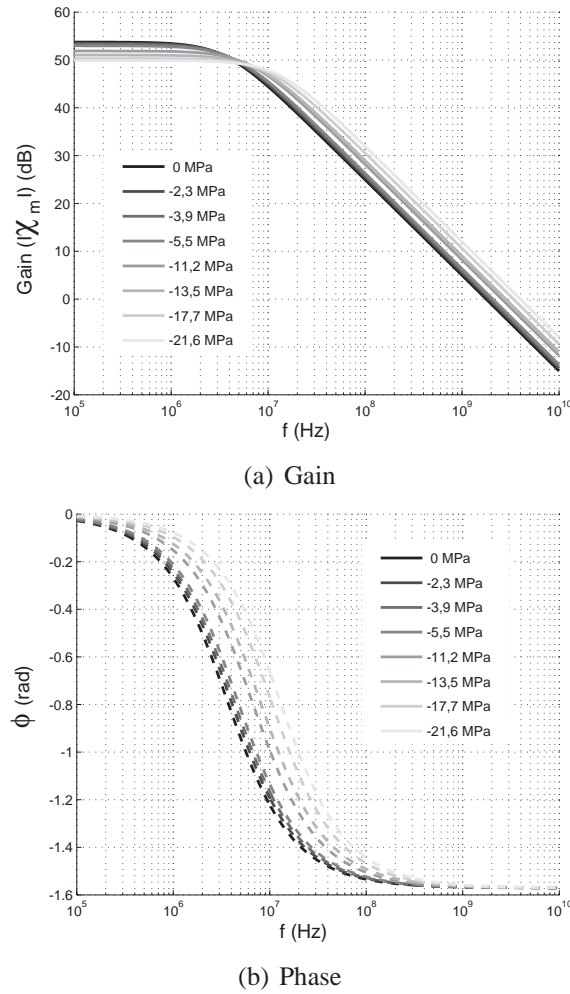 60
50
40
30
20
10
0
-10
-20
Gain (|χm|) (dB)
0 MPa
-2,3 MPa
-3,9 MPa
-5,5 MPa
-11,2 MPa
-13,5 MPa
-17,7 MPa
-21,6 MPa
10^5
10^6
10^7
10^8
10^9
10^10
f (Hz)
(a) Gain
0
-0.2
-0.4
-0.6
-0.8
-1
-1.2
-1.4
-1.6
ϕ (rad)
0 MPa
-2,3 MPa
-3,9 MPa
-5,5 MPa
-11,2 MPa
-13,5 MPa
-17,7 MPa
-21,6 MPa
10^5
10^6
10^7
10^8
10^9
10^10
f (Hz)
(b) Phase